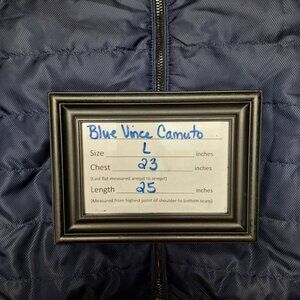 Blue Vince Camuto
Size L inches
Chest 23 inches
(Laid flat measured armpit to armpit)
Length 25 inches
(Measured from highest point of shoulder to bottom seam)